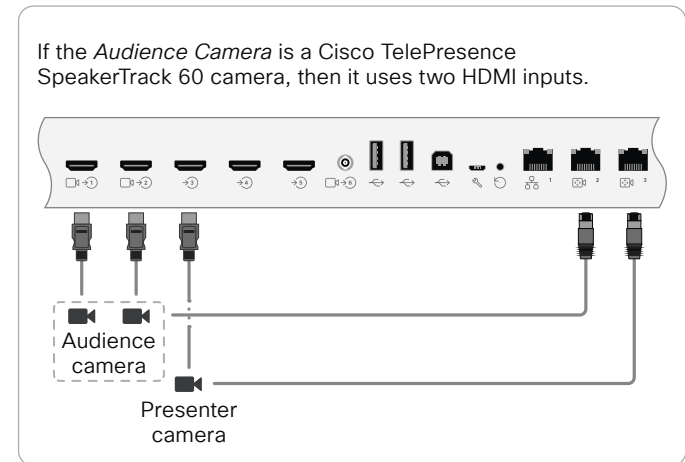 If the Audience Camera is a Cisco TelePresence
SpeakerTrack 60 camera, then it uses two HDMI inputs.
1 2 3 4 5 6 1 2 3
Audience
camera
Presenter
camera